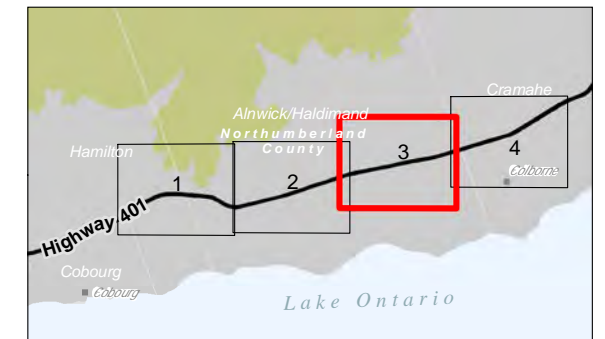 Cramahe
Alnwick/Haldimand
Northumberland
County
Hamilton
1
2
3
4
Colborne
Highway 401
Cobourg
Cobourg
Lake Ontario